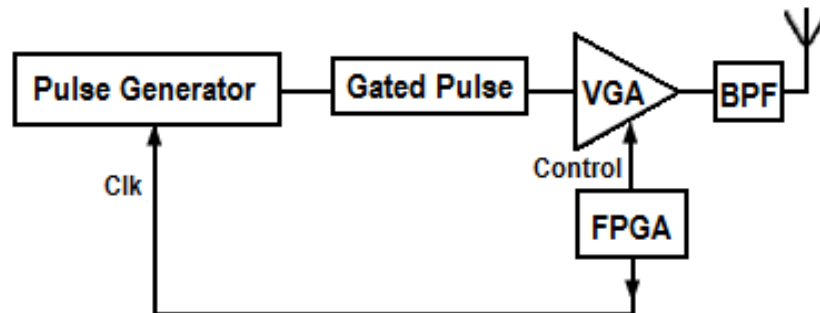 Pulse Generator
Gated Pulse
VGA
BPF
Clk
Control
FPGA